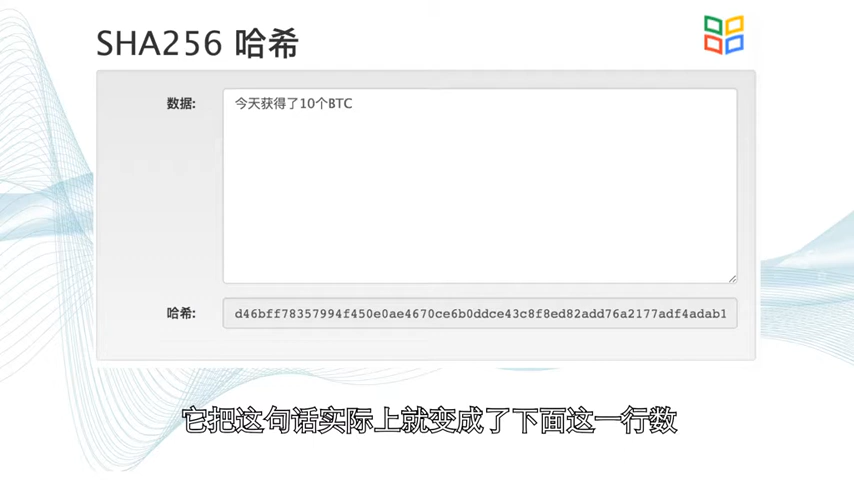 SHA256 哈希
数据:
今天获得了10个BTC
哈希:
d46bff78357994f450e0ae4670ce6b0ddce43c8f8ed82add76a2177adf4adab1
它把这句话实际上就变成了下面这一行数